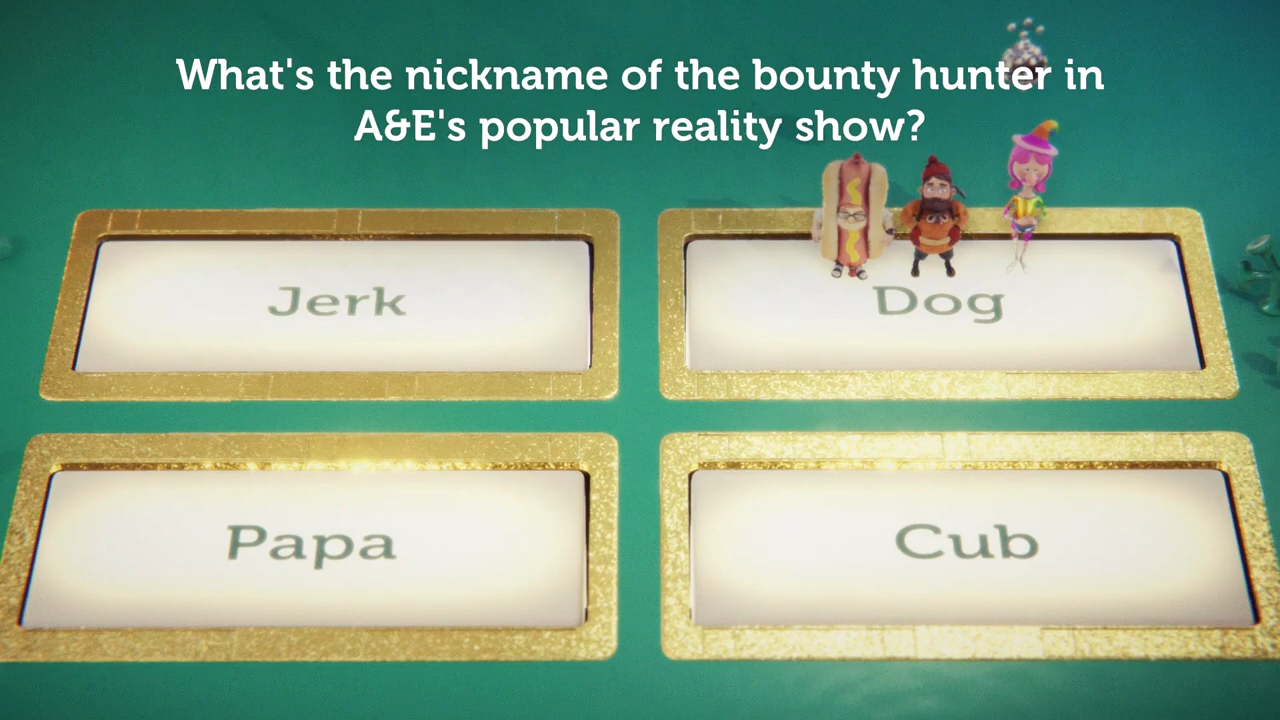 What's the nickname of the bounty hunter in
A&E's popular reality show?
Jerk
Dog
Papa
Cub